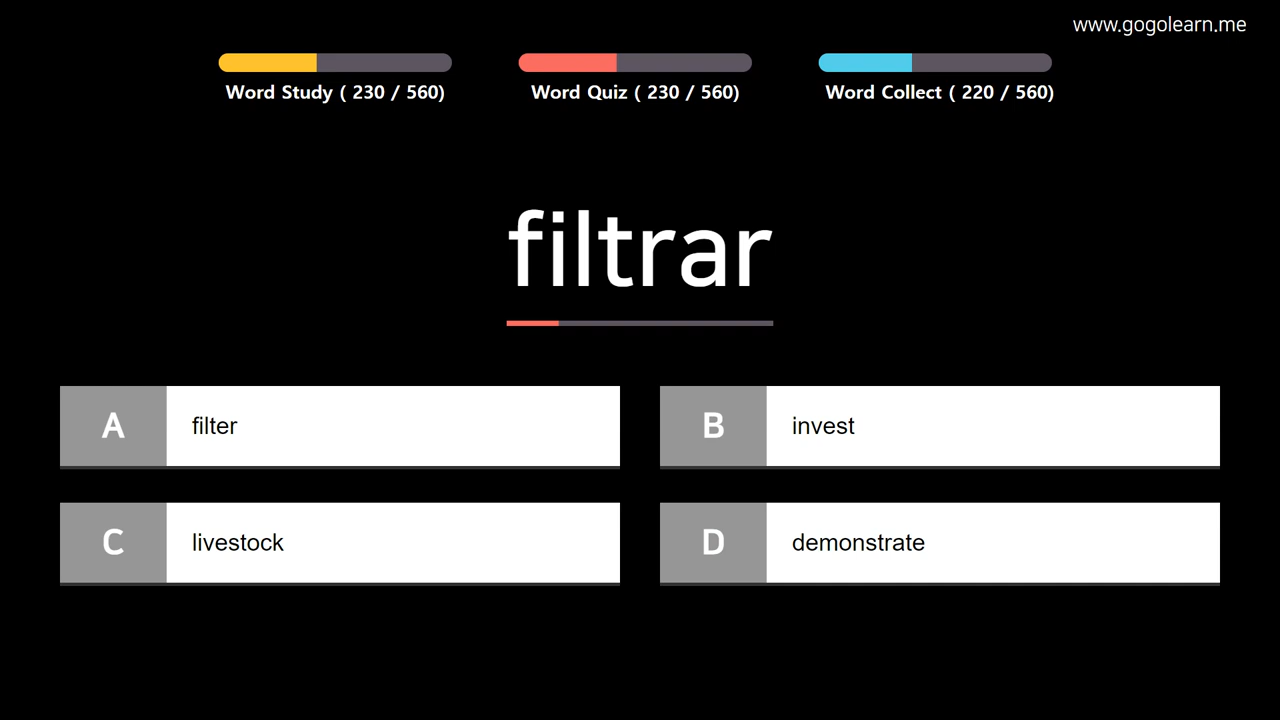 www.gogolearn.me
Word Study ( 230 / 560)
Word Quiz ( 230 / 560)
Word Collect ( 220 / 560)
filtrar
A filter
B invest
C livestock
D demonstrate